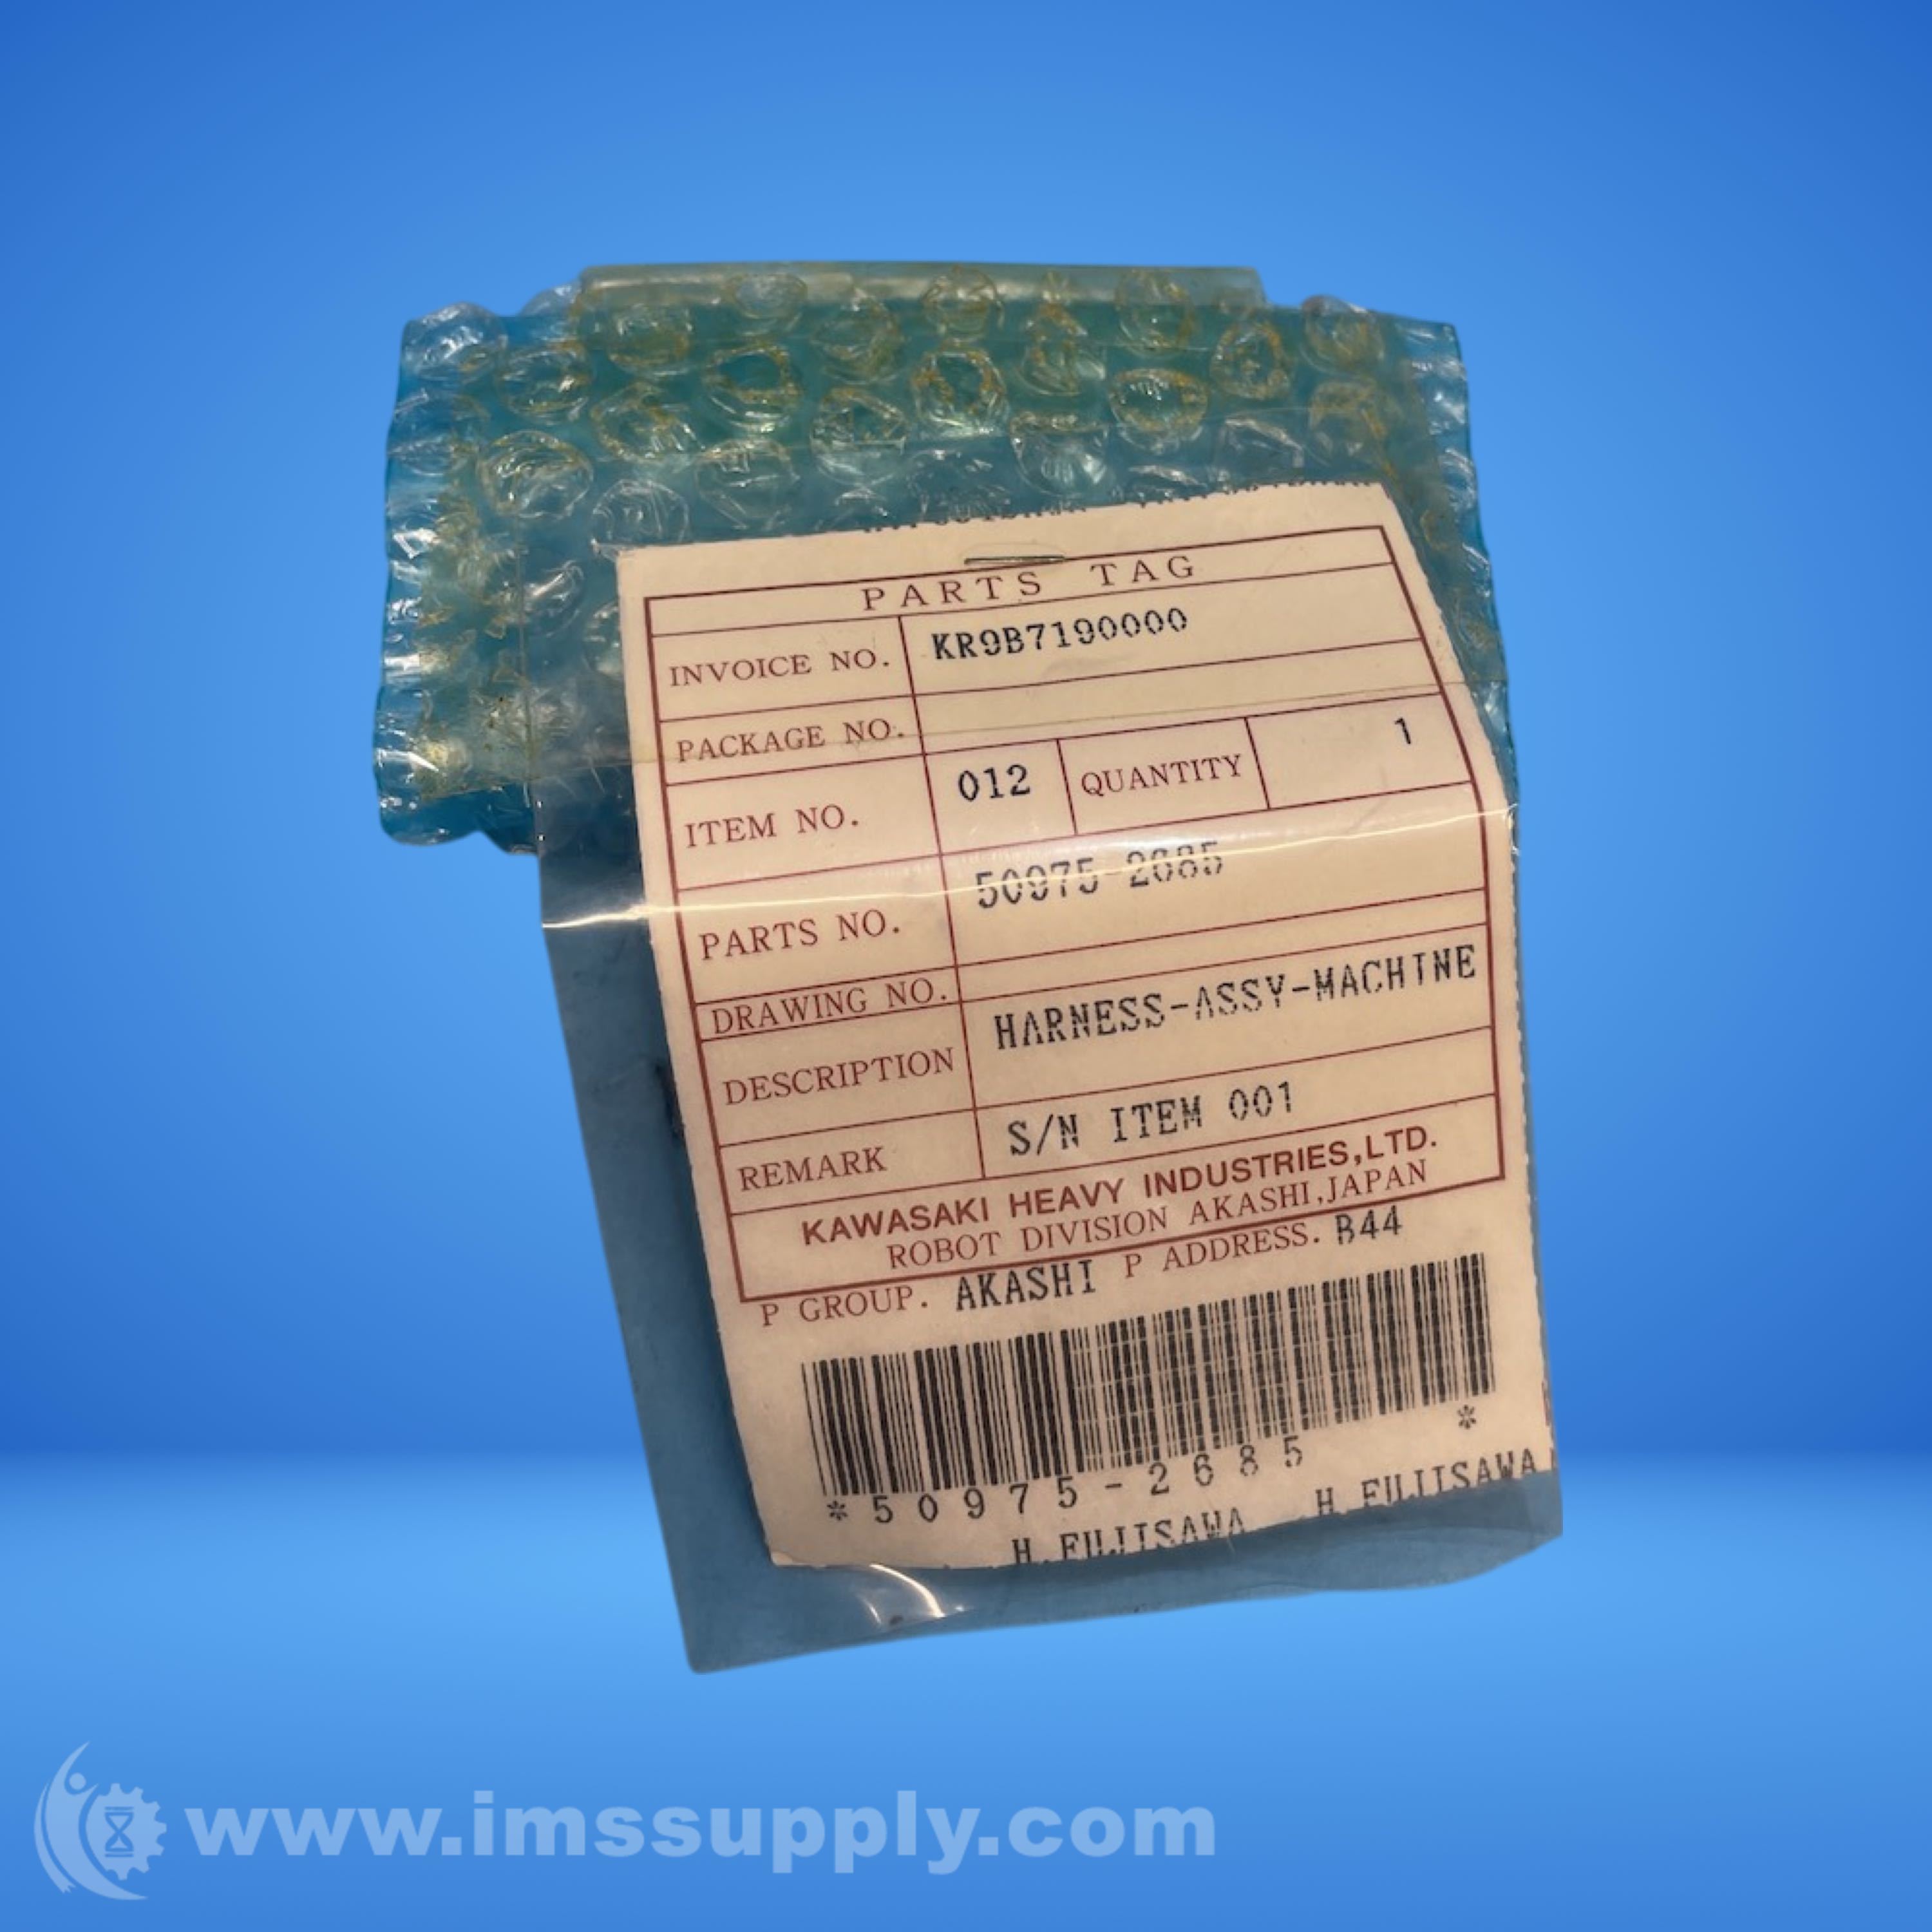 PARTS TAG
INVOICE NO. KR9B7190000
PACKAGE NO.
ITEM NO. 012 QUANTITY 1
PARTS NO. 50975-2685
DRAWING NO.
DESCRIPTION HARNESS-ASSY-MACHINE
REMARK S/N ITEM 001
KAWASAKI HEAVY INDUSTRIES,LTD.
ROBOT DIVISION AKASHI,JAPAN
P GROUP. AKASHI P ADDRESS. B44
*50975-2685 *
H.FUJISAWA H.FUJISAWA
www.imssupply.com